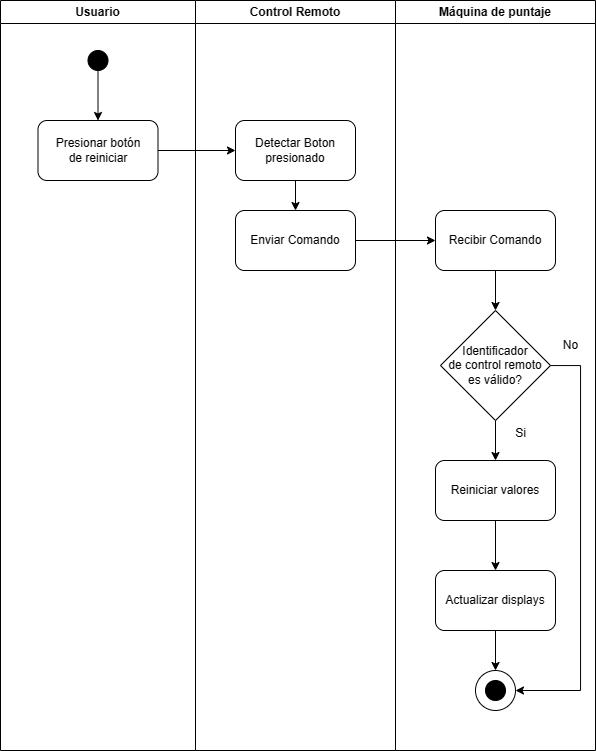 Usuario
Control Remoto
Máquina de puntaje
Presionar botón
de reiniciar
Detectar Boton
presionado
Enviar Comando
Recibir Comando
Identificador
de control remoto
es válido?
No
Si
Reiniciar valores
Actualizar displays